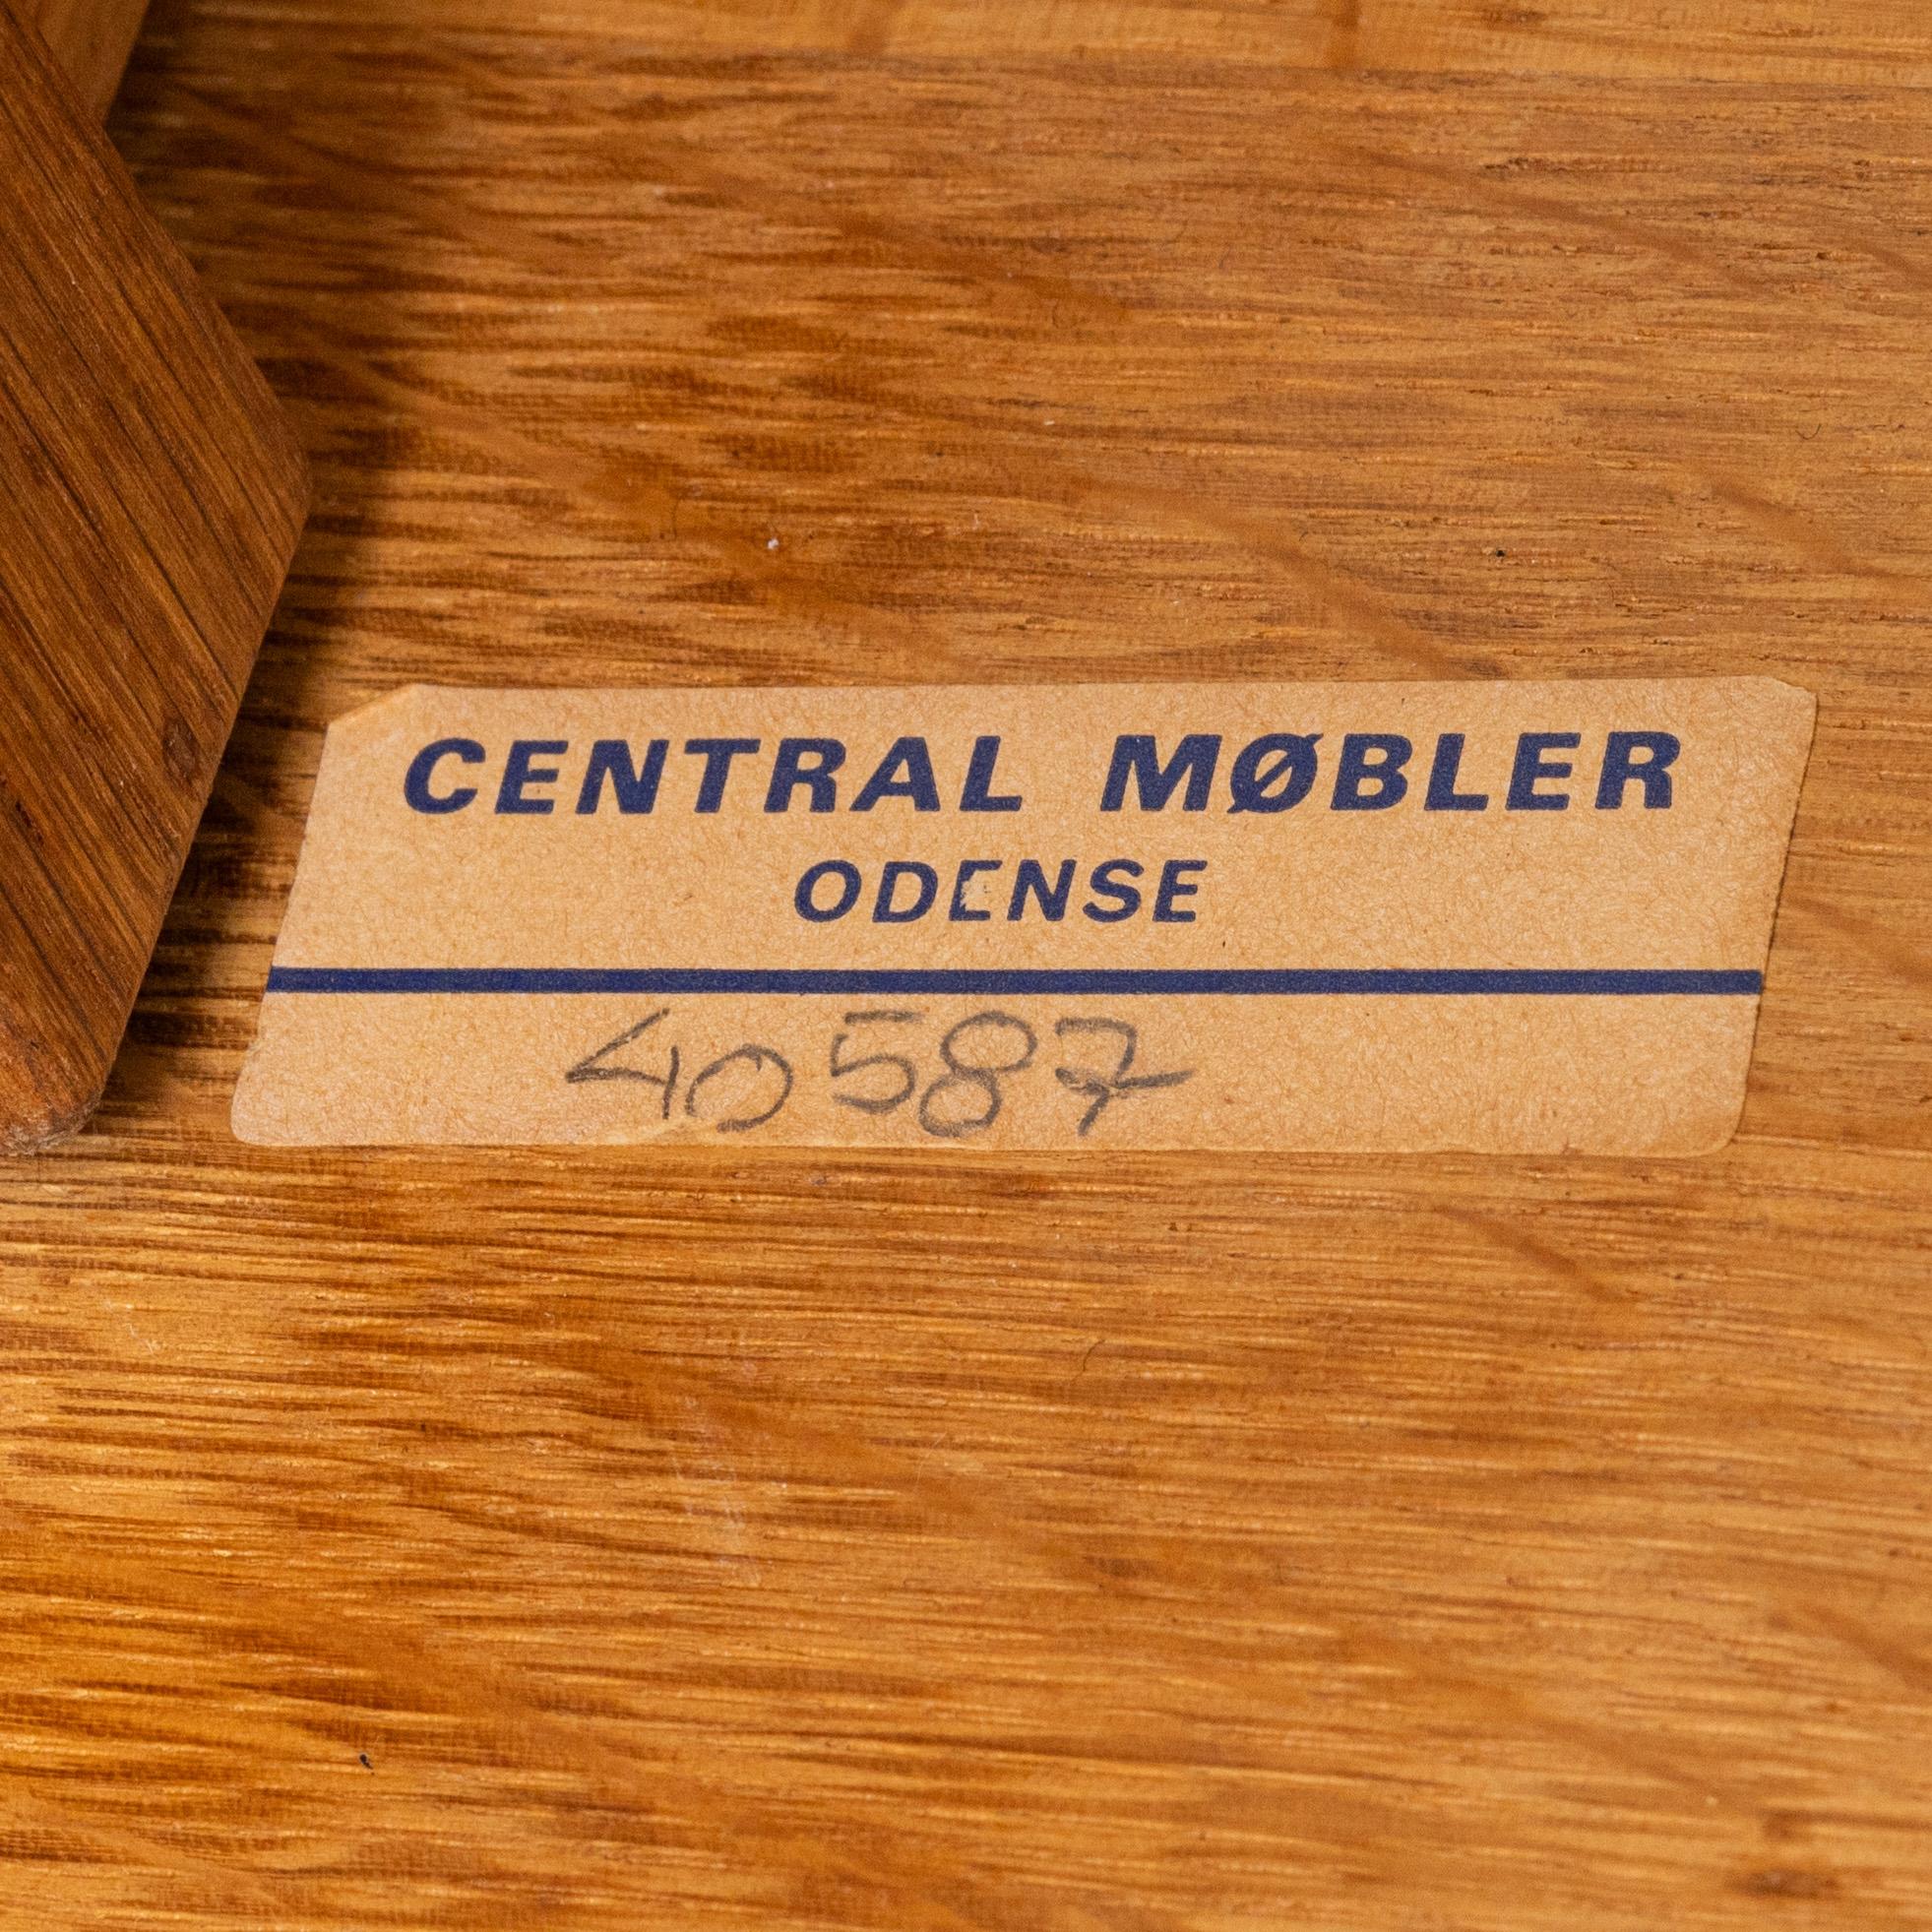 CENTRAL MØBLER
ODENSE
40587